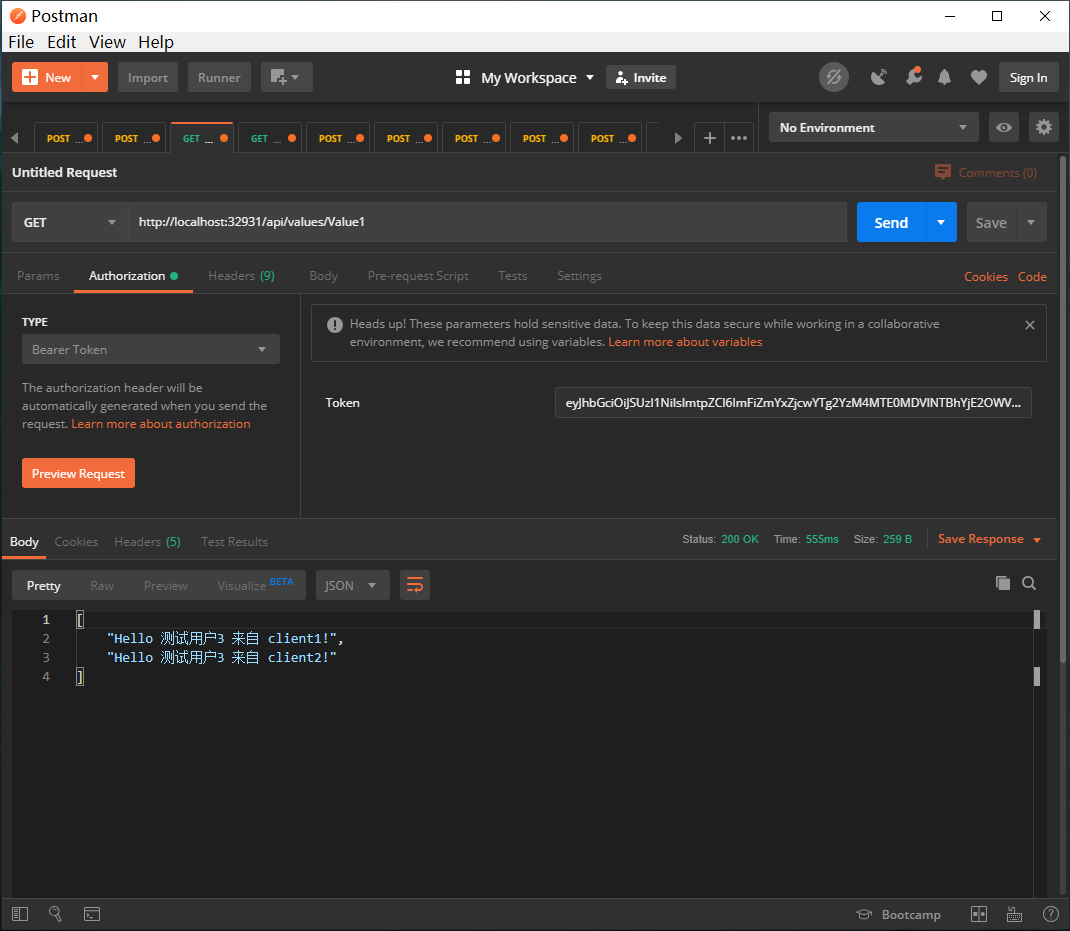 Postman
File Edit View Help
New Import Runner My Workspace Invite Sign In
POST ... POST ... GET ... GET ... POST ... POST ... POST ... POST ... POST ... No Environment
Untitled Request Comments (0)
GET http://localhost:32931/api/values/Value1 Send Save
Params Authorization Headers (9) Body Pre-request Script Tests Settings Cookies Code
TYPE
Bearer Token
The authorization header will be
automatically generated when you send the
request. Learn more about authorization
Preview Request
Heads up! These parameters hold sensitive data. To keep this data secure while working in a collaborative
environment, we recommend using variables. Learn more about variables
Token
Body Cookies Headers (5) Test Results Status: 200 OK Time: 555ms Size: 259 B Save Response
Pretty Raw Preview Visualize BETA JSON
1 [
2 "Hello 测试用户3 来自 client1!",
3 "Hello 测试用户3 来自 client2!"
4 ]
Bootcamp